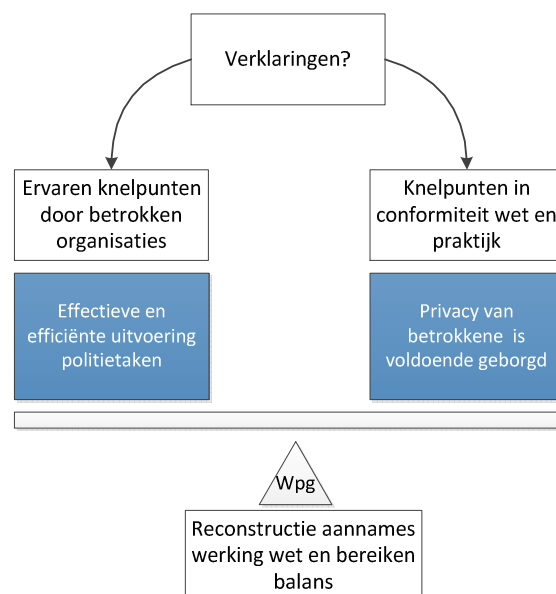 Verklaringen?
Ervaren knelpunten
door betrokken
organisaties
Knelpunten in
conformiteit wet en
praktijk
Effectieve en
efficiënte uitvoering
politietaken
Privacy van
betrokkene  is
voldoende geborgd
Wpg
Reconstructie aannames
werking wet en bereiken
balans